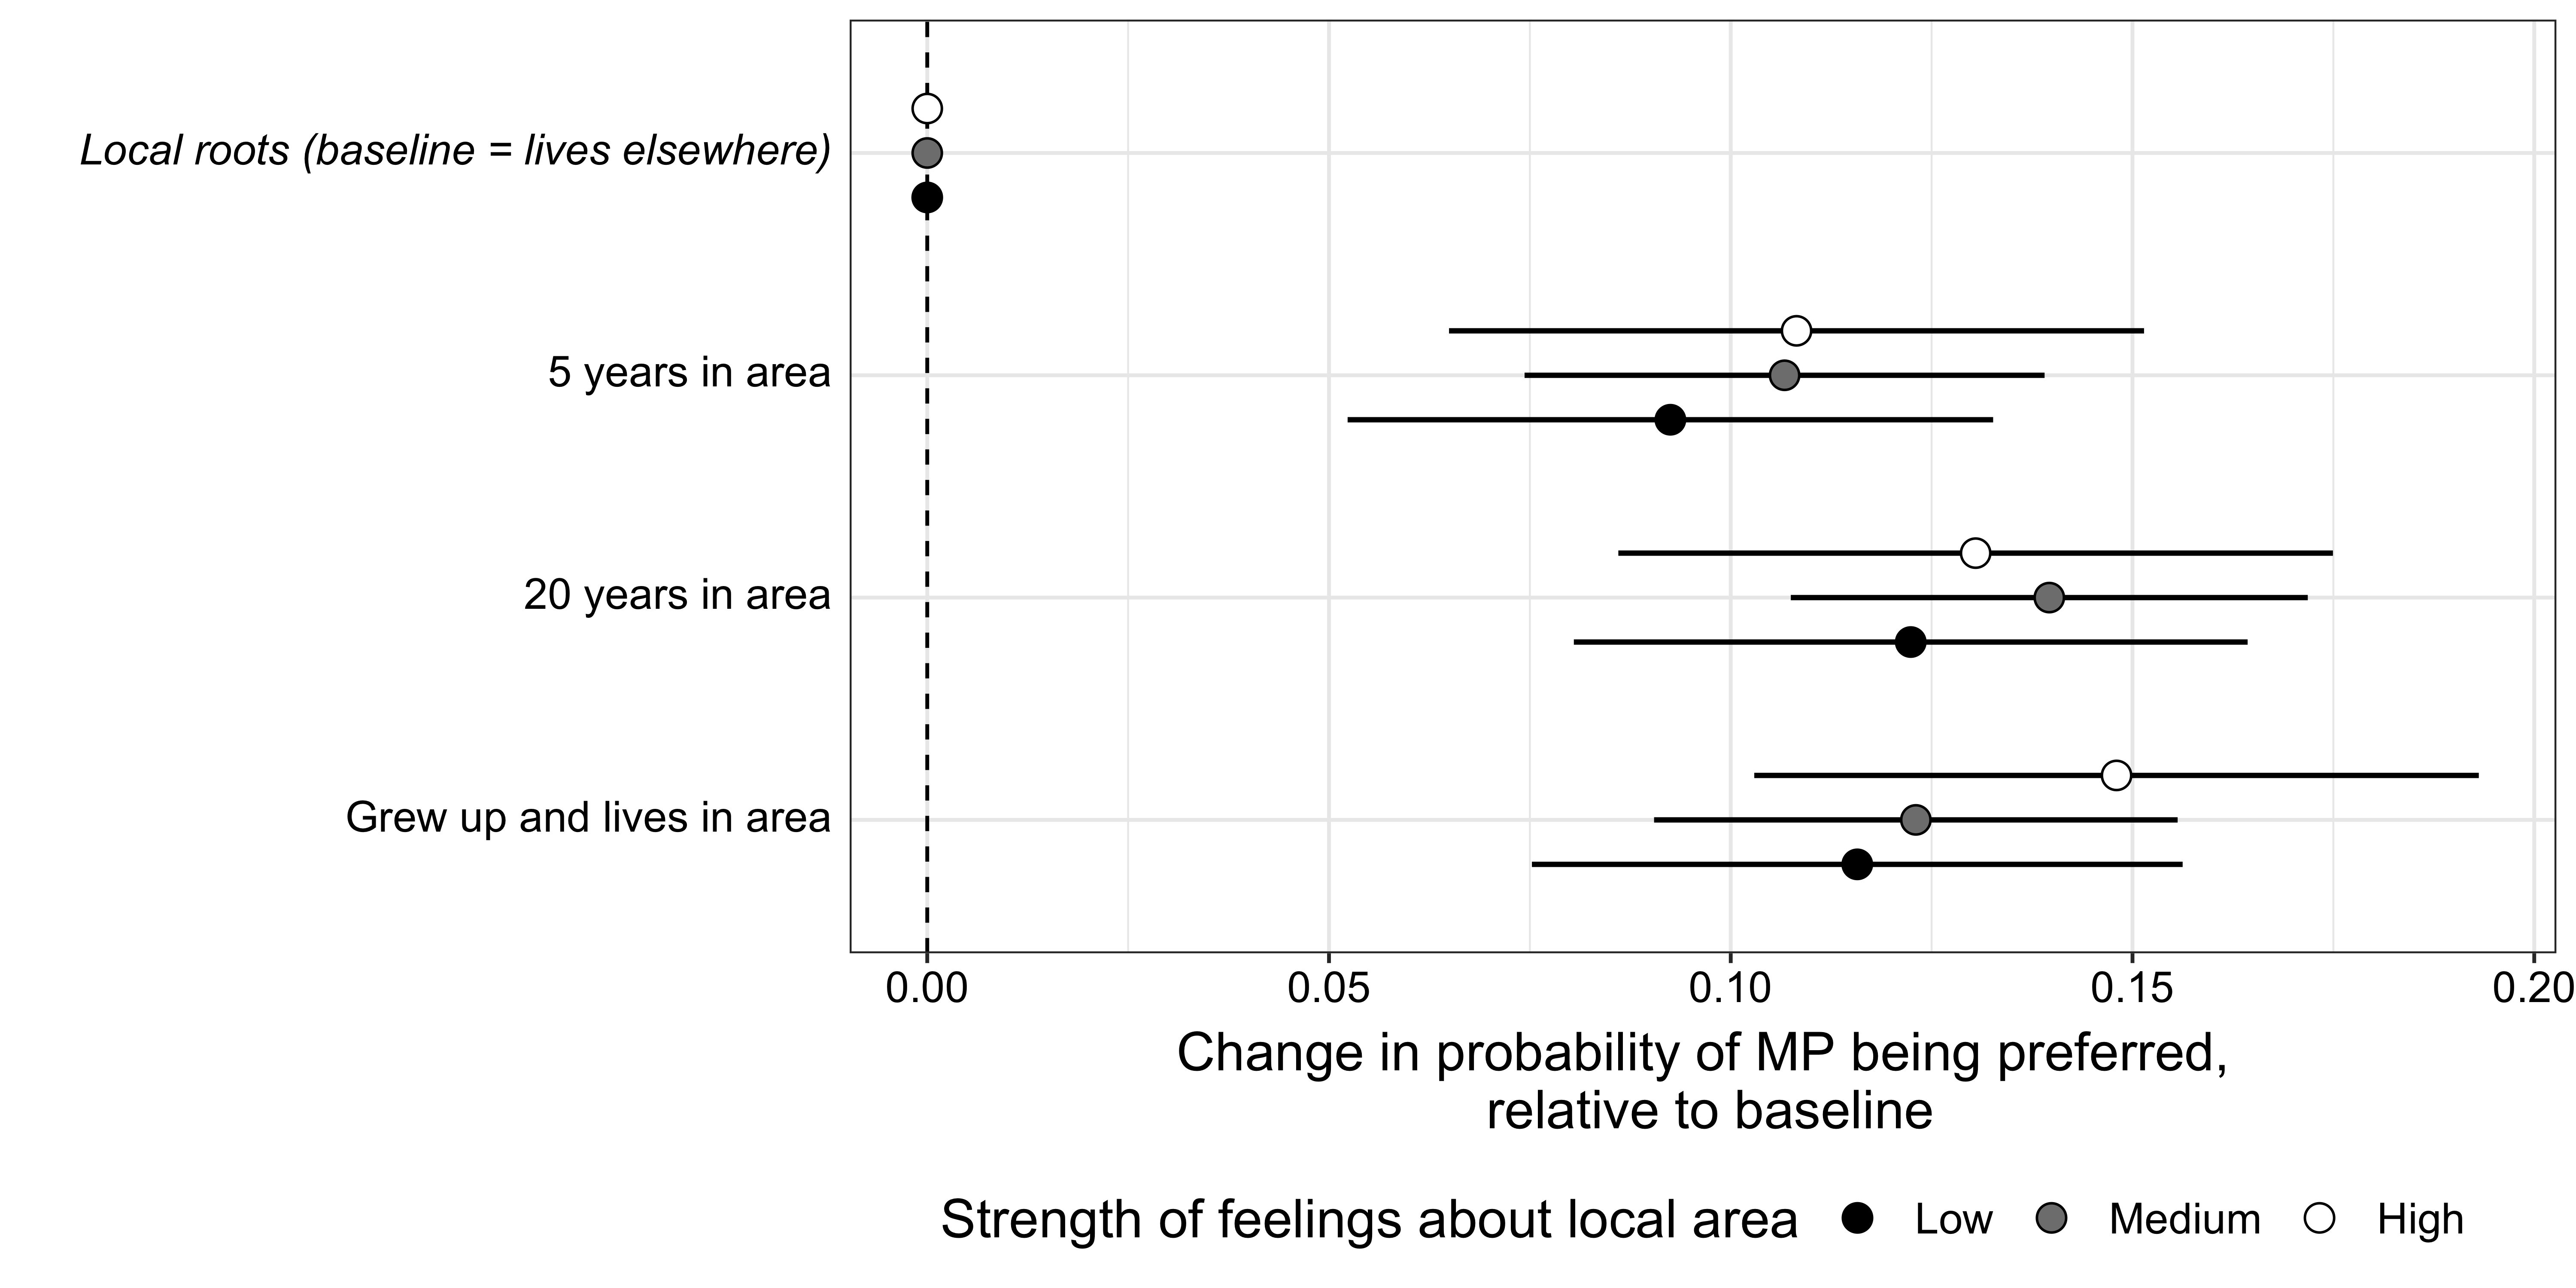 Local roots (baseline = lives elsewhere)
5 years in area
20 years in area
Grew up and lives in area
0.00 0.05 0.10 0.15 0.20
Change in probability of MP being preferred,
relative to baseline
Strength of feelings about local area Low Medium High